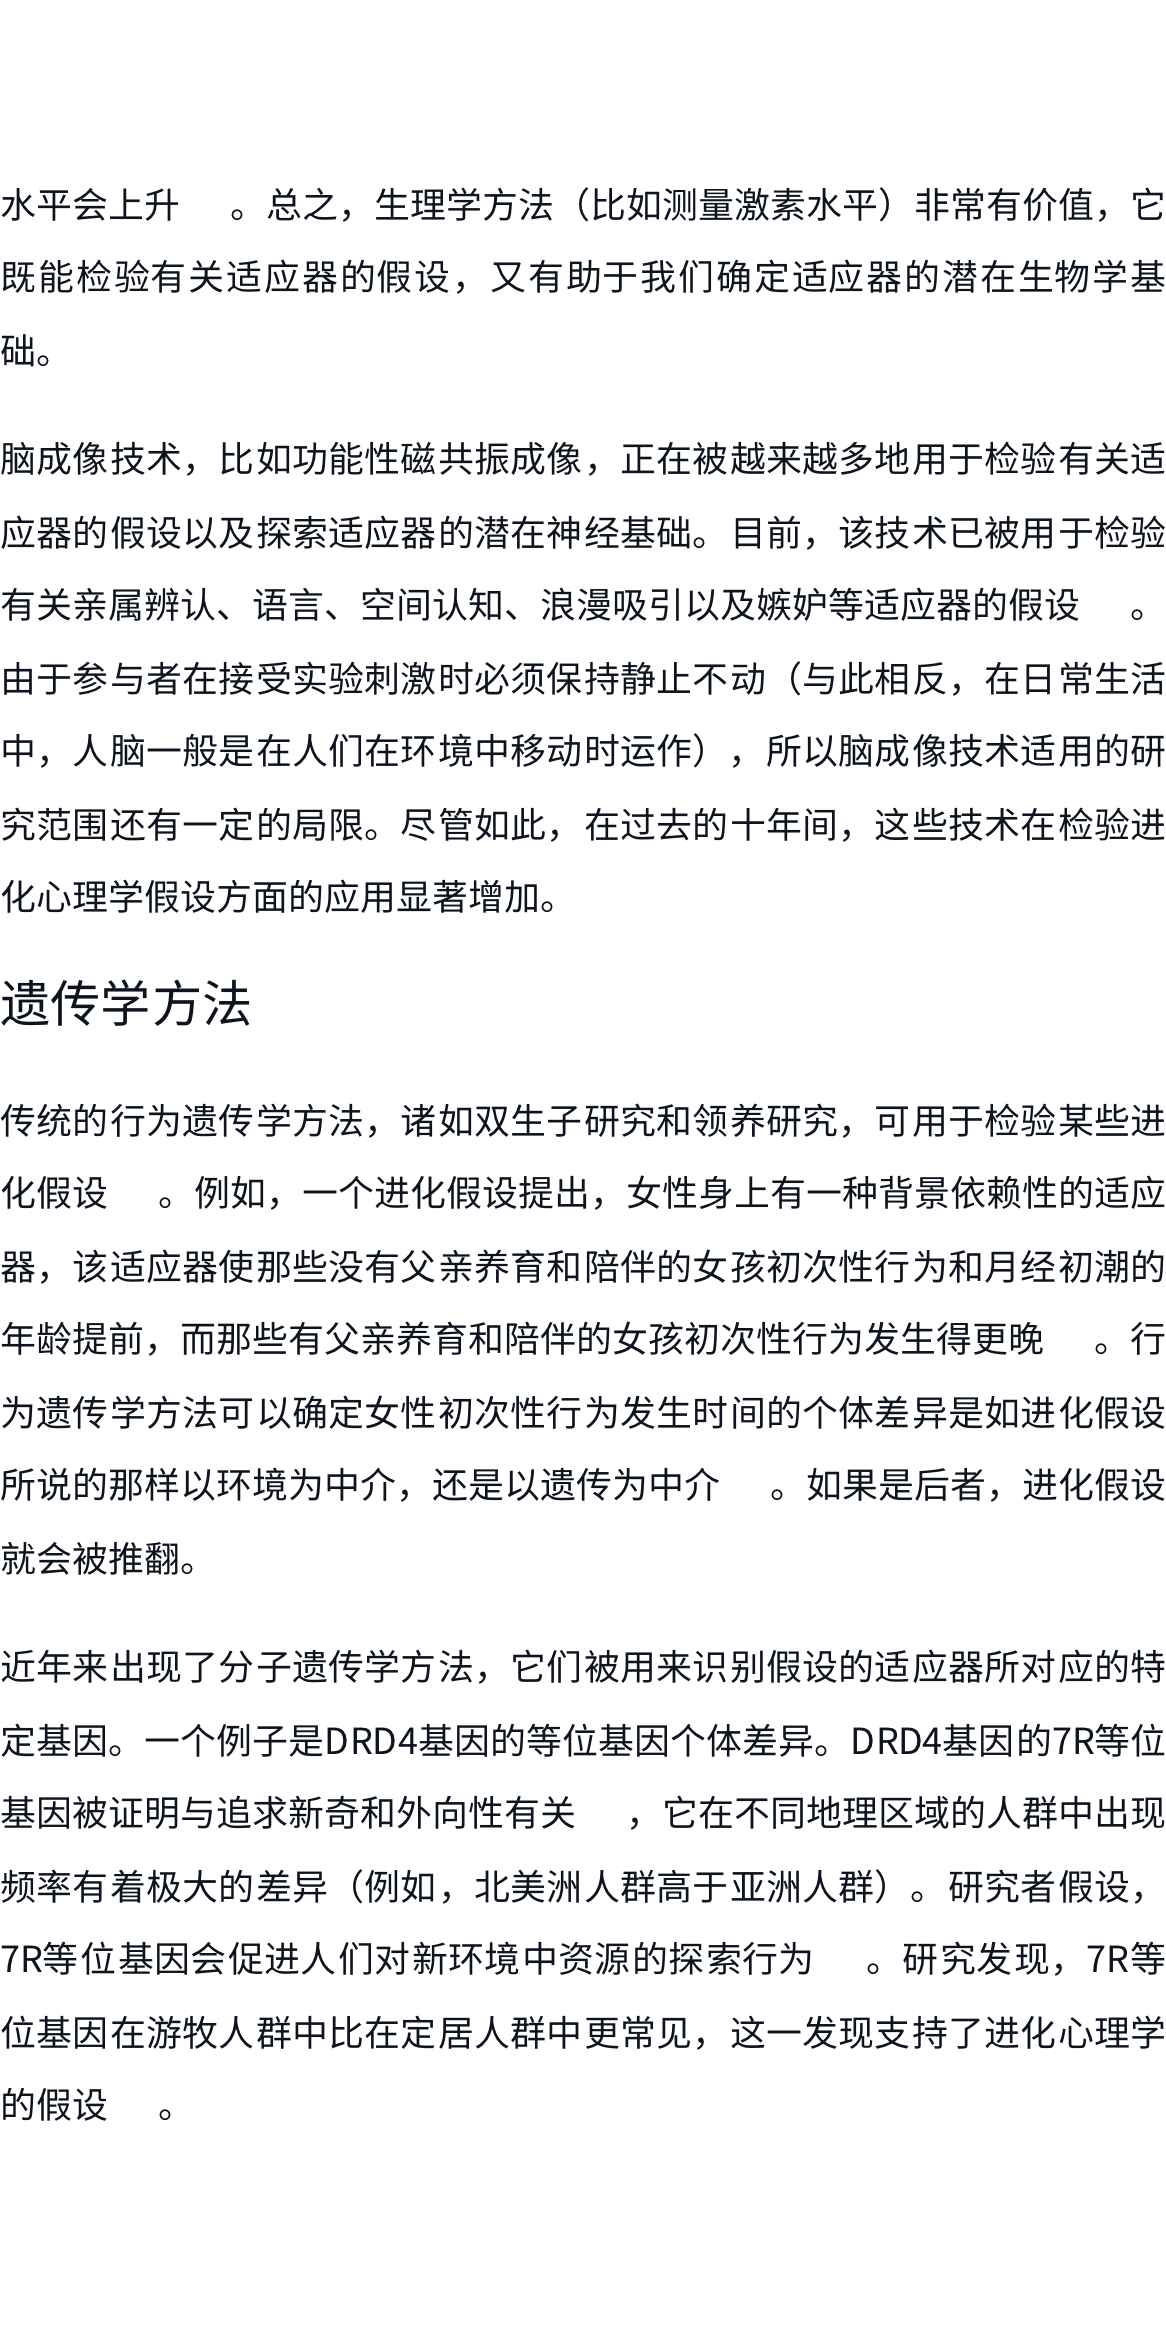 水平会上升 。总之，生理学方法（比如测量激素水平）非常有价值，它
既能检验有关适应器的假设，又有助于我们确定适应器的潜在生物学基
础。
脑成像技术，比如功能性磁共振成像，正在被越来越多地用于检验有关适
应器的假设以及探索适应器的潜在神经基础。目前，该技术已被用于检验
有关亲属辨认、语言、空间认知、浪漫吸引以及嫉妒等适应器的假设 。
由于参与者在接受实验刺激时必须保持静止不动（与此相反，在日常生活
中，人脑一般是在人们在环境中移动时运作），所以脑成像技术适用的研
究范围还有一定的局限。尽管如此，在过去的十年间，这些技术在检验进
化心理学假设方面的应用显著增加。
遗传学方法
传统的行为遗传学方法，诸如双生子研究和领养研究，可用于检验某些进
化假设 。例如，一个进化假设提出，女性身上有一种背景依赖性的适应
器，该适应器使那些没有父亲养育和陪伴的女孩初次性行为和月经初潮的
年龄提前，而那些有父亲养育和陪伴的女孩初次性行为发生得更晚 。行
为遗传学方法可以确定女性初次性行为发生时间的个体差异是如进化假设
所说的那样以环境为中介，还是以遗传为中介 。如果是后者，进化假设
就会被推翻。
近年来出现了分子遗传学方法，它们被用来识别假设的适应器所对应的特
定基因。一个例子是DRD4基因的等位基因个体差异。DRD4基因的7R等位
基因被证明与追求新奇和外向性有关 ，它在不同地理区域的人群中出现
频率有着极大的差异（例如，北美洲人群高于亚洲人群）。研究者假设，
7R等位基因会促进人们对新环境中资源的探索行为 。研究发现，7R等
位基因在游牧人群中比在定居人群中更常见，这一发现支持了进化心理学
的假设 。